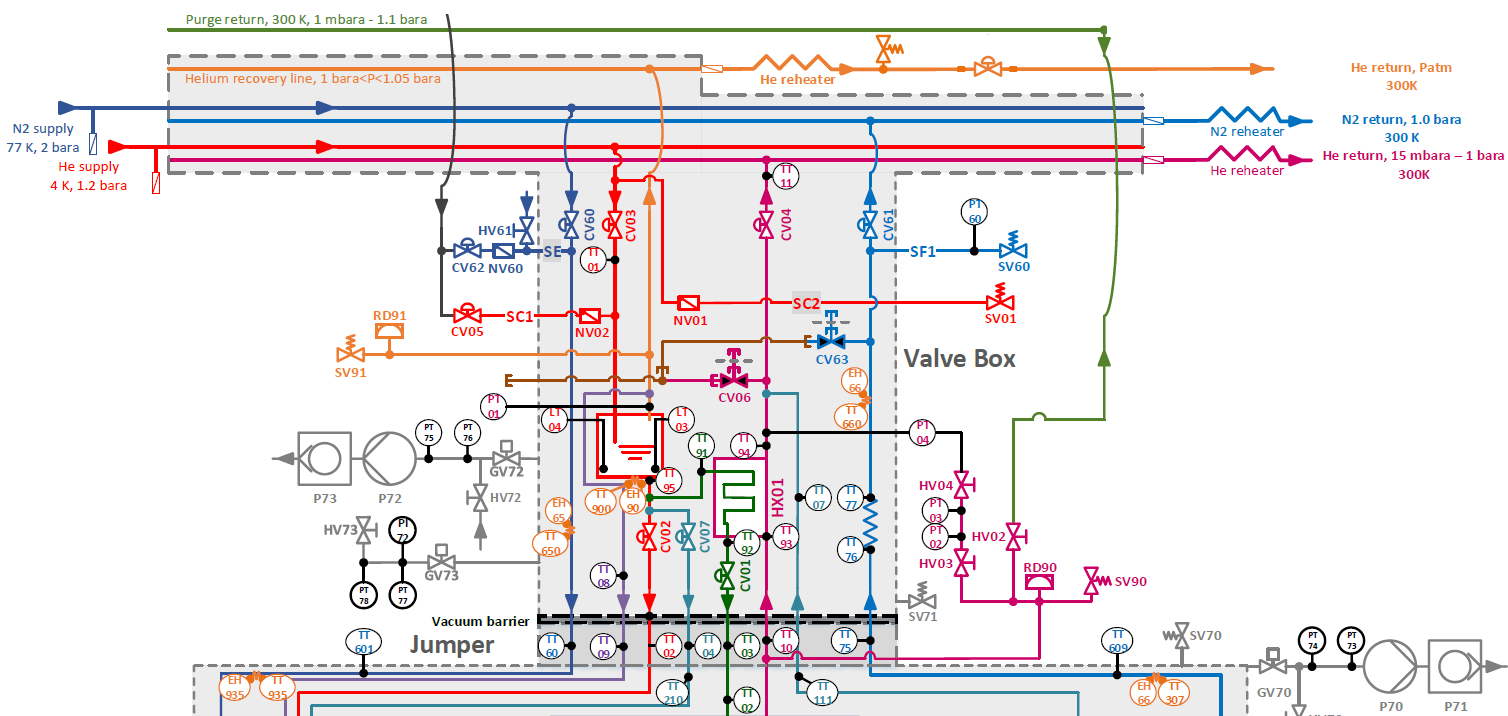 Purge return, 300 K, 1 mbara - 1.1 bara
Helium recovery line, 1 bara<P<1.05 bara
He reheater
He return, Patm
300K
N2 supply
77 K, 2 bara
He supply
4 K, 1.2 bara
N2 reheater
N2 return, 1.0 bara
300 K
He reheater
He return, 15 mbara – 1 bara
300K
TT
11
HV61
CV60
CV03
CV04
CV61
PT
60
SE
CV62
NV60
TT
01
SF1
SV60
CV05
SC1
NV02
NV01
SC2
SV01
RD91
SV91
CV63
Valve Box
CV06
EH
66
TT
660
PT
01
LT
04
LT
03
PT
75
PT
76
GV72
P73
P72
HV72
TT
91
TT
94
PT
04
TT
95
TT
900
EH
90
HX01
TT
07
TT
77
HV04
PT
03
PT
02
HV03
HV02
HV73
PT
72
EH
65
TT
650
CV02
CV07
TT
92
TT
93
TT
76
GV73
PT
78
PT
77
TT
08
CV01
RD90
SV90
SV71
Vacuum barrier
Jumper
TT
601
TT
60
TT
09
TT
02
TT
04
TT
03
TT
10
TT
75
TT
609
SV70
PT
74
PT
73
EH
935
TT
935
TT
210
TT
02
TT
111
EH
66
TT
307
GV70
P70
P71